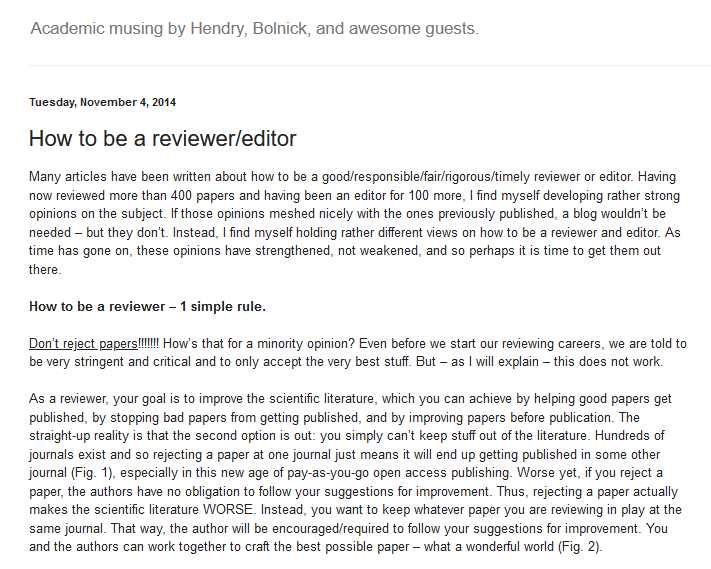 Academic musing by Hendry, Bolnick, and awesome guests.
Tuesday, November 4, 2014
How to be a reviewer/editor
Many articles have been written about how to be a good/responsible/fair/rigorous/timely reviewer or editor. Having
now reviewed more than 400 papers and having been an editor for 100 more, I find myself developing rather strong
opinions on the subject. If those opinions meshed nicely with the ones previously published, a blog wouldn’t be
needed – but they don’t. Instead, I find myself holding rather different views on how to be a reviewer and editor. As
time has gone on, these opinions have strengthened, not weakened, and so perhaps it is time to get them out
there.
How to be a reviewer – 1 simple rule.
Don’t reject papers!!!!!!! How’s that for a minority opinion? Even before we start our reviewing careers, we are told to
be very stringent and critical and to only accept the very best stuff. But – as I will explain – this does not work.
As a reviewer, your goal is to improve the scientific literature, which you can achieve by helping good papers get
published, by stopping bad papers from getting published, and by improving papers before publication. The
straight-up reality is that the second option is out: you simply can’t keep stuff out of the literature. Hundreds of
journals exist and so rejecting a paper at one journal just means it will end up getting published in some other
journal (Fig. 1), especially in this new age of pay-as-you-go open access publishing. Worse yet, if you reject a
paper, the authors have no obligation to follow your suggestions for improvement. Thus, rejecting a paper actually
makes the scientific literature WORSE. Instead, you want to keep whatever paper you are reviewing in play at the
same journal. That way, the author will be encouraged/required to follow your suggestions for improvement. You
and the authors can work together to craft the best possible paper – what a wonderful world (Fig. 2).